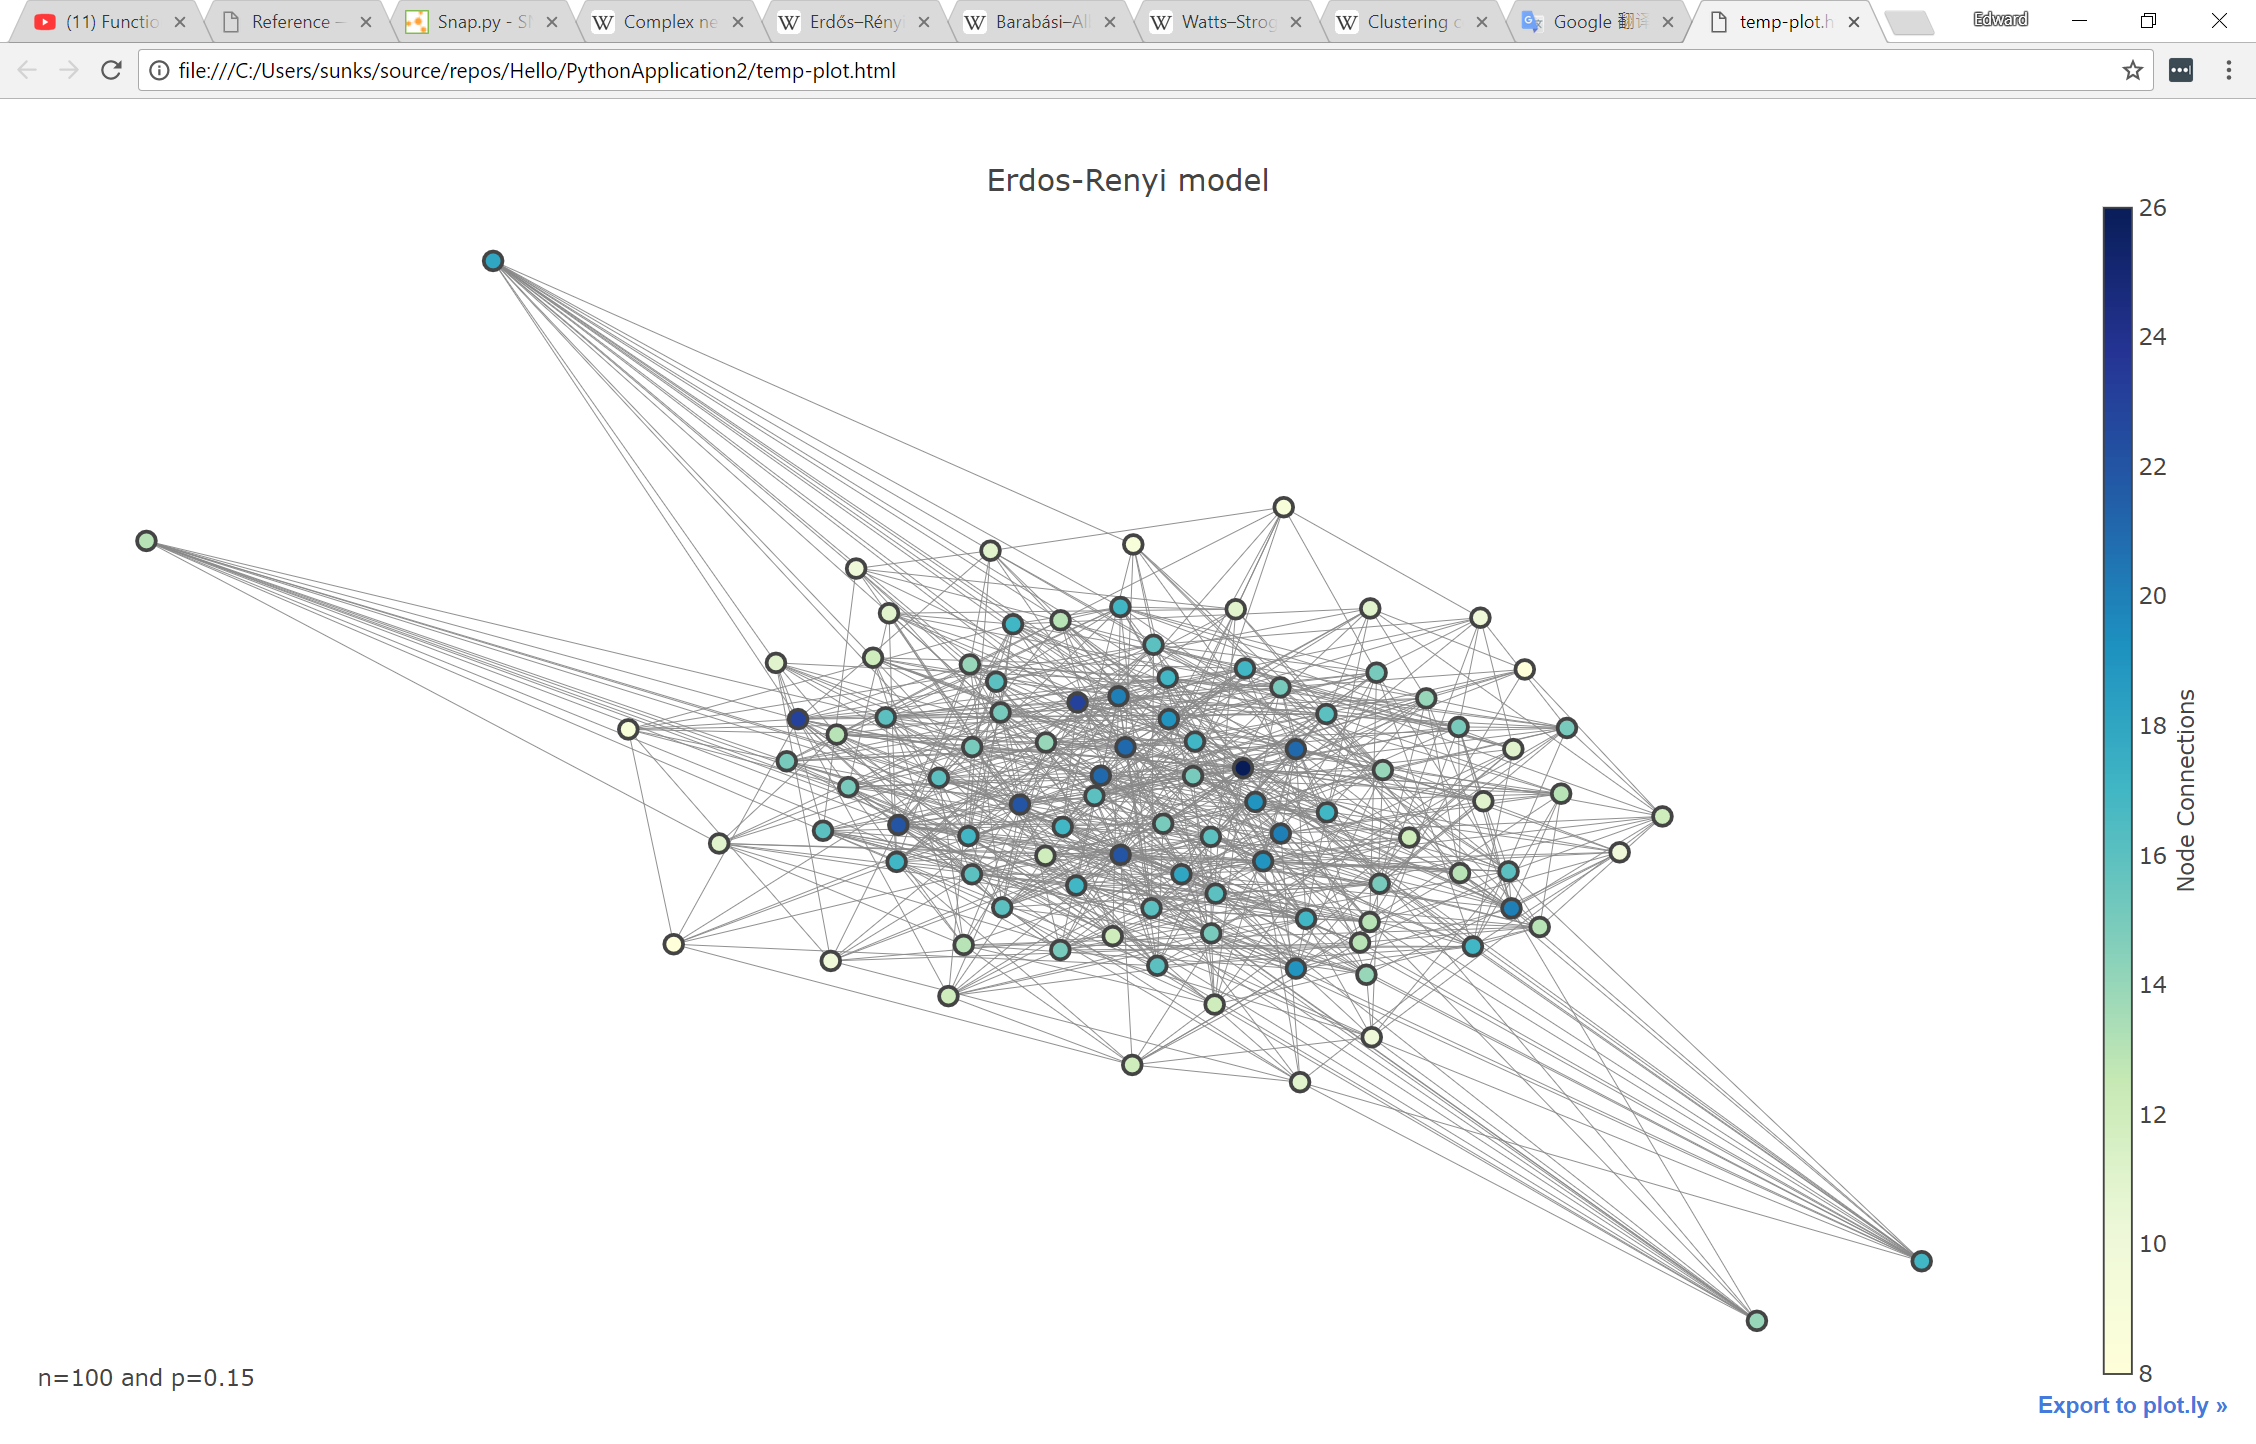 (11) Functio
Reference –
Snap.py - S
Complex ne
Erdős–Rény
Barabási–Al
Watts–Strog
Clustering c
Google 翻译
temp-plot.h
Edward
file:///C:/Users/sunks/source/repos/Hello/PythonApplication2/temp-plot.html
Erdos-Renyi model
26
24
22
20
18
16
14
12
10
8
Node Connections
n=100 and p=0.15
Export to plot.ly »